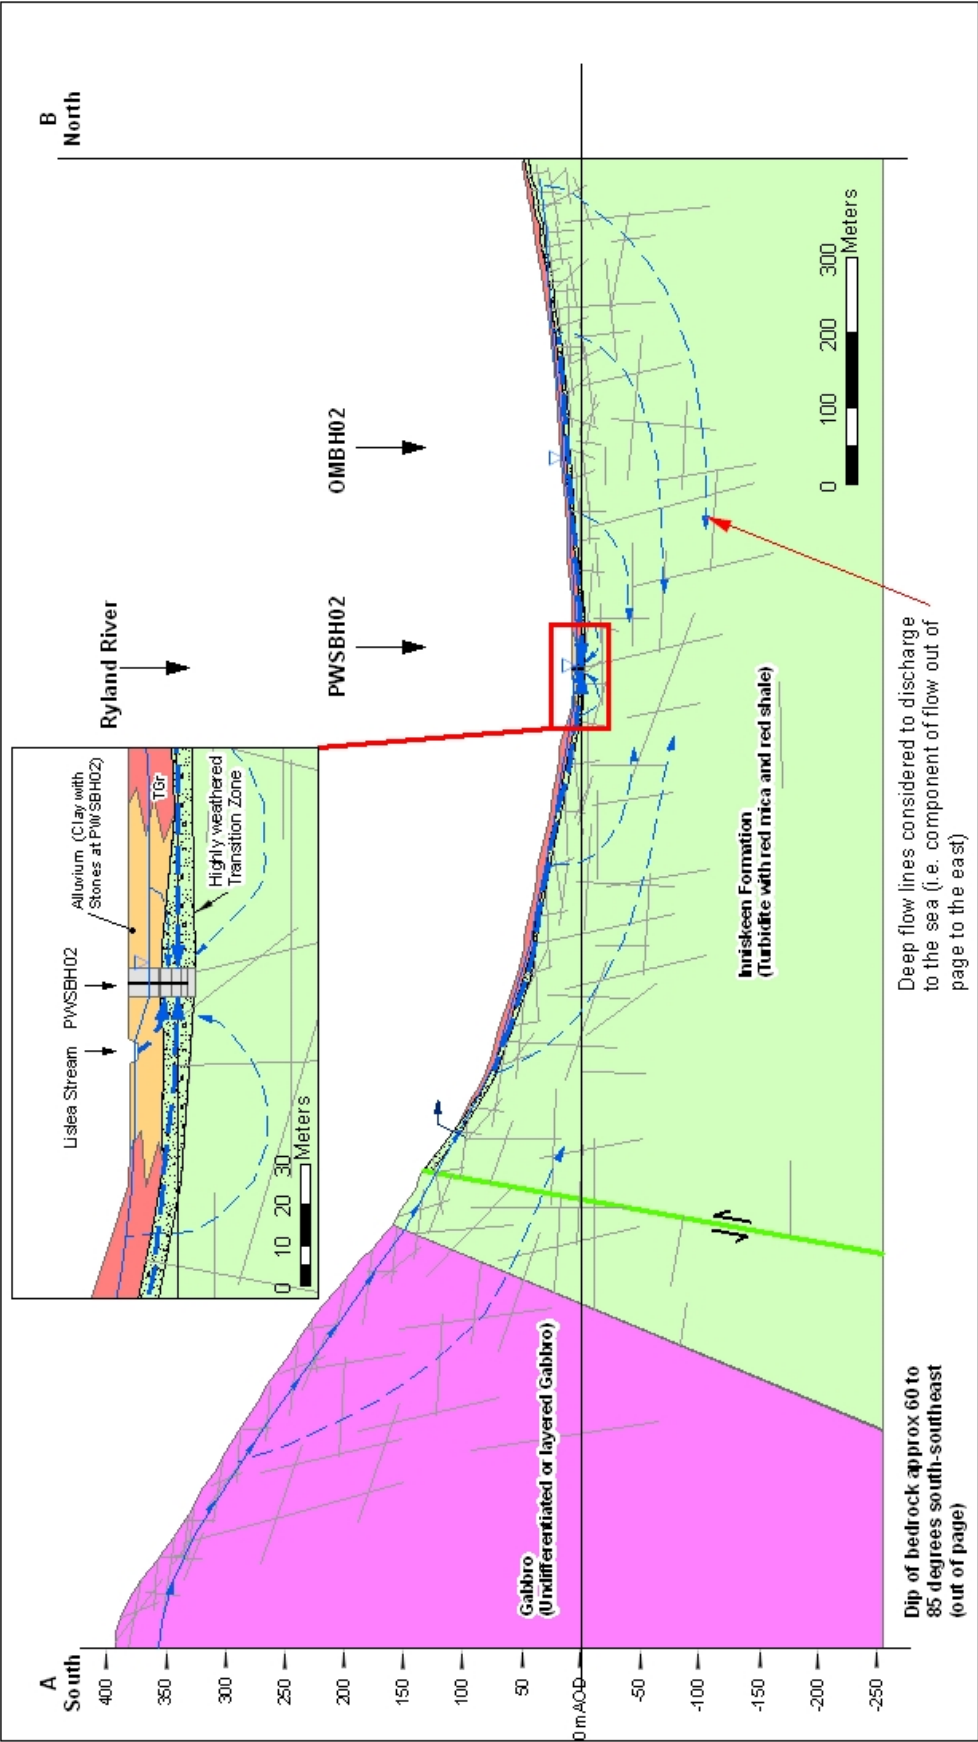 A
South
B
North
400
350
300
250
200
150
100
50
0 mAOD
-50
-100
-150
-200
-250
Lislea Stream
PWSBH02
Alluvium (Clay with
Stones at PWSBH02)
TGr
Highly weathered
Transition Zone
0 10 20 30
Meters
Ryland River
PWSBH02
OMBH02
Gabbro
(Undifferentiated or layered Gabbro)
Inniskeen Formation
(Turbidite with red mica and red shale)
0 100 200 300
Meters
Dip of bedrock approx 60 to
85 degrees south-southeast
(out of page)
Deep flow lines considered to discharge
to the sea (i.e. component of flow out of
page to the east)